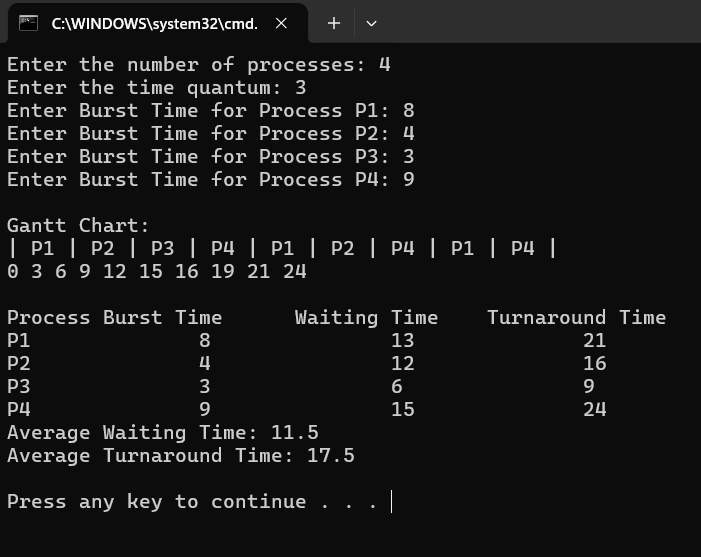 C:\WINDOWS\system32\cmd.
Enter the number of processes: 4
Enter the time quantum: 3
Enter Burst Time for Process P1: 8
Enter Burst Time for Process P2: 4
Enter Burst Time for Process P3: 3
Enter Burst Time for Process P4: 9
Gantt Chart:
| P1 | P2 | P3 | P4 | P1 | P2 | P4 | P1 | P4 |
0 3 6 9 12 15 16 19 21 24
Process Burst Time      Waiting Time    Turnaround Time
P1              8               13              21
P2              4               12              16
P3              3               6               9
P4              9               15              24
Average Waiting Time: 11.5
Average Turnaround Time: 17.5
Press any key to continue . . .